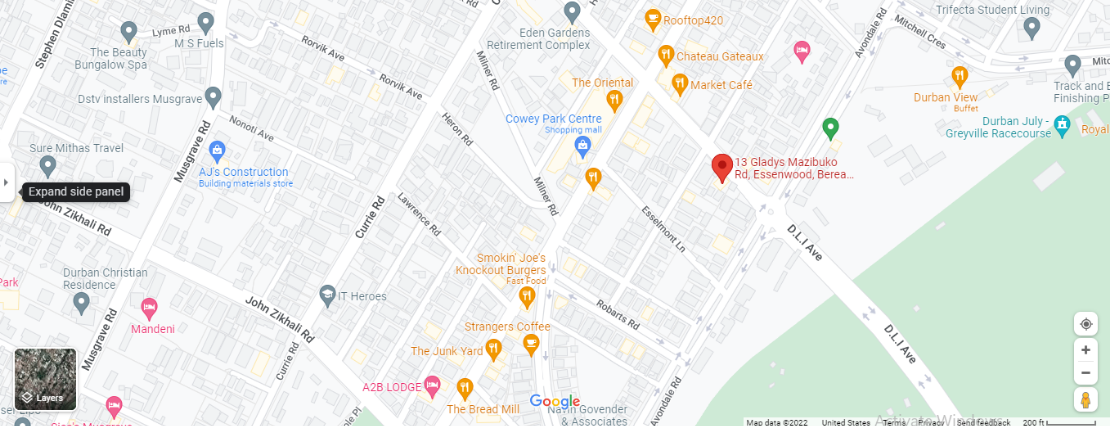 Trifecta Student Living
Rooftop420
Stephen Dlamin
Lyme Rd
M S Fuels
Eden Gardens
Retirement Complex
Avondale Rd
Mitchell Cres
The Beauty
Bungalow Spa
Rorvik Ave
Chateau Gateaux
Milner Rd
Rorvik Ave
The Oriental
Market Café
Durban View
Buffet
Track and
Finishing P
Dstv installers Musgrave
Nonoti Ave
Heron Rd
Cowey Park Centre
Shopping mall
Durban July -
Greyville Racecourse
Royal
Musgrave Rd
Sure Mithas Travel
AJ's Construction
Building materials store
13 Gladys Mazibuko
Rd, Essenwood, Berea...
Expand side panel
Milner Rd
John Zikhali Rd
Currie Rd
Lawrence Rd
Esselmont Ln
D.L.I Ave
Smokin' Joe's
Knockout Burgers
Fast Food
Durban Christian
Residence
Park
IT Heroes
John Zikhali Rd
Robarts Rd
Mandeni
Musgrave Rd
Strangers Coffee
D.L.I Ave
The Junk Yard
Currie Rd
A2B LODGE
Avondale Rd
Layers
The Bread Mill
Google
Navin Govender
& Associates
Activate Windows
Map data ©2022
United States
Terms
Privacy
Send feedback
200 ft